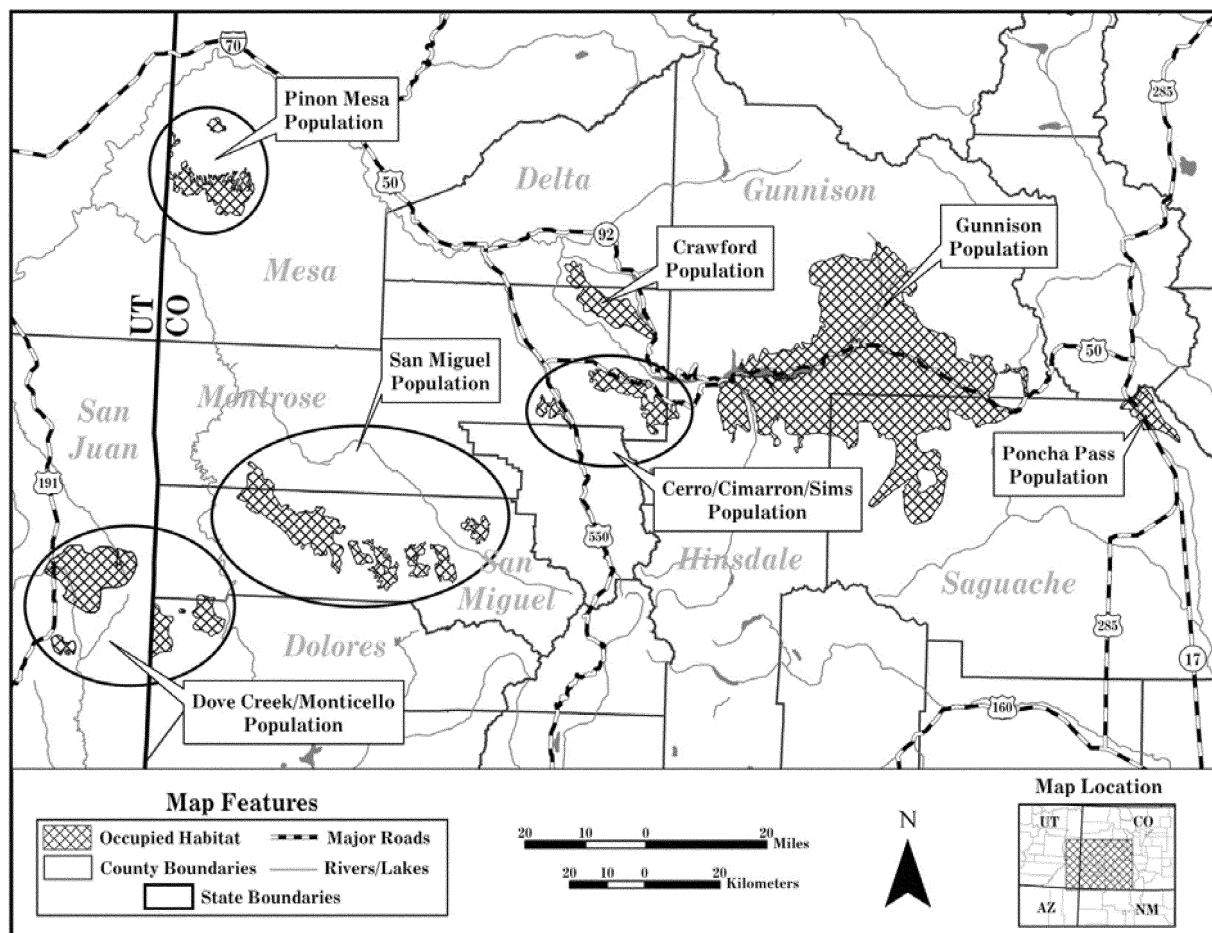 70
285
Pinon Mesa
Population
50
Delta
Gunnison
92
Crawford
Population
Gunnison
Population
Mesa
UT
CO
San Miguel
Population
50
Montrose
San
Juan
Poncha Pass
Population
191
Cerro/Cimarron/Sims
Population
550
San
Miguel
Hinsdale
Saguache
285
Dolores
17
Dove Creek/Monticello
Population
160
Map Features
Occupied Habitat
Major Roads
County Boundaries
Rivers/Lakes
State Boundaries
20 10 0 20
Miles
20 10 0 20
Kilometers
N
Map Location
UT CO
AZ NM